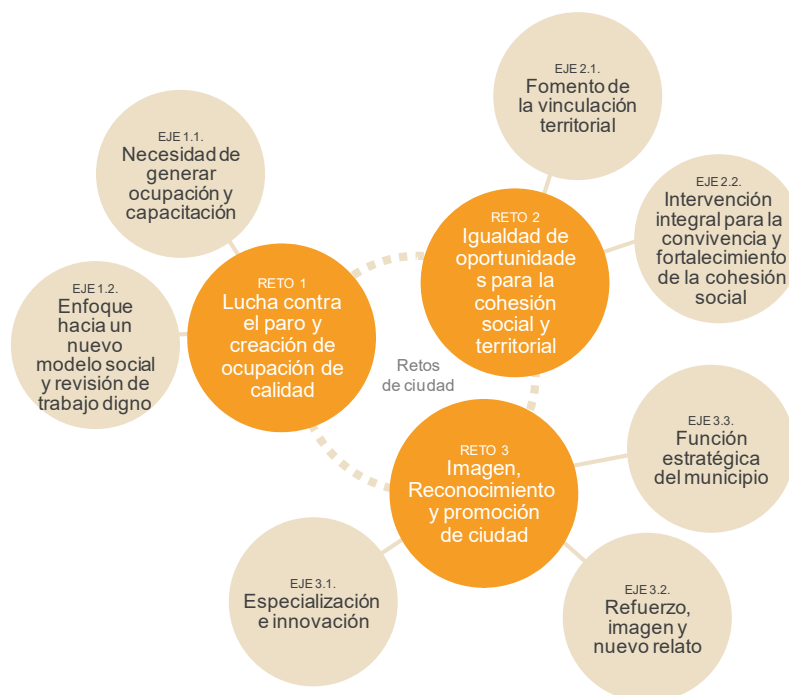 EJE 1.1.
Necesidad de
generar
ocupación y
capacitación
EJE 1.2.
Enfoque
hacia un
nuevo
modelo social
y revisión de
trabajo digno
RETO 1
Lucha contra
el paro y
creación de
ocupación de
calidad
EJE 2.1.
Fomento de
la vinculación
territorial
RETO 2
Igualdad de
oportunidade
s para la
cohesión
social y
territorial
EJE 2.2.
Intervención
integral para la
convivencia y
fortalecimiento
de la cohesión
social
Retos
de ciudad
RETO 3
Imagen,
Reconocimiento
y promoción
de ciudad
EJE 3.3.
Función
estratégica
del municipio
EJE 3.1.
Especialización
e innovación
EJE 3.2.
Refuerzo,
imagen y
nuevo relato